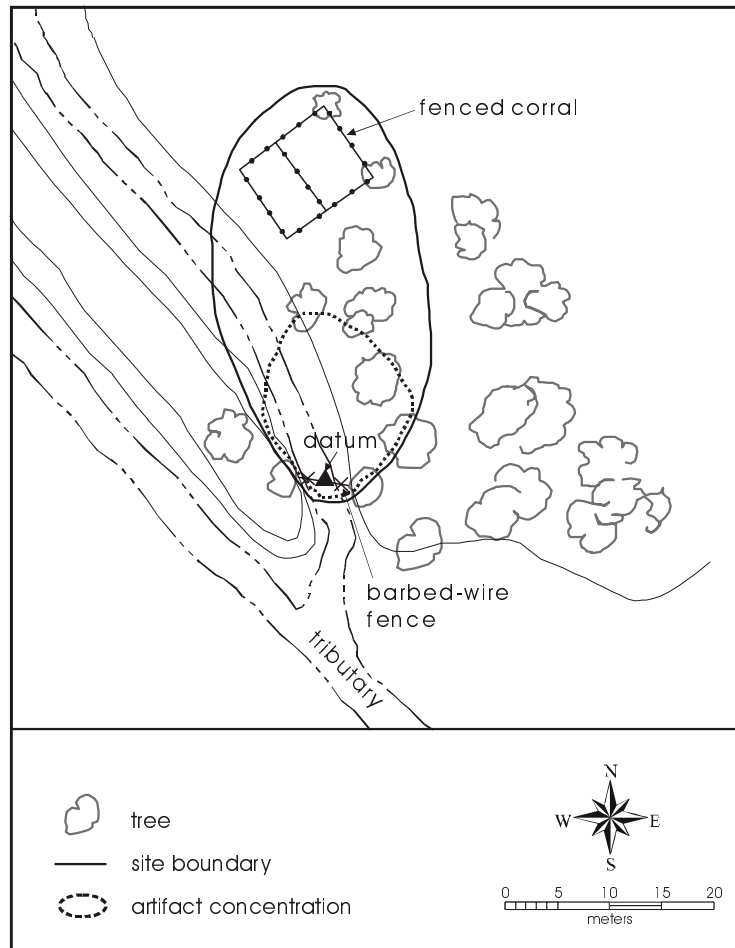 fenced corral
datum
barbed-wire
fence
tributary
tree
site boundary
artifact concentration
N
W E
S
0 5 10 15 20
meters